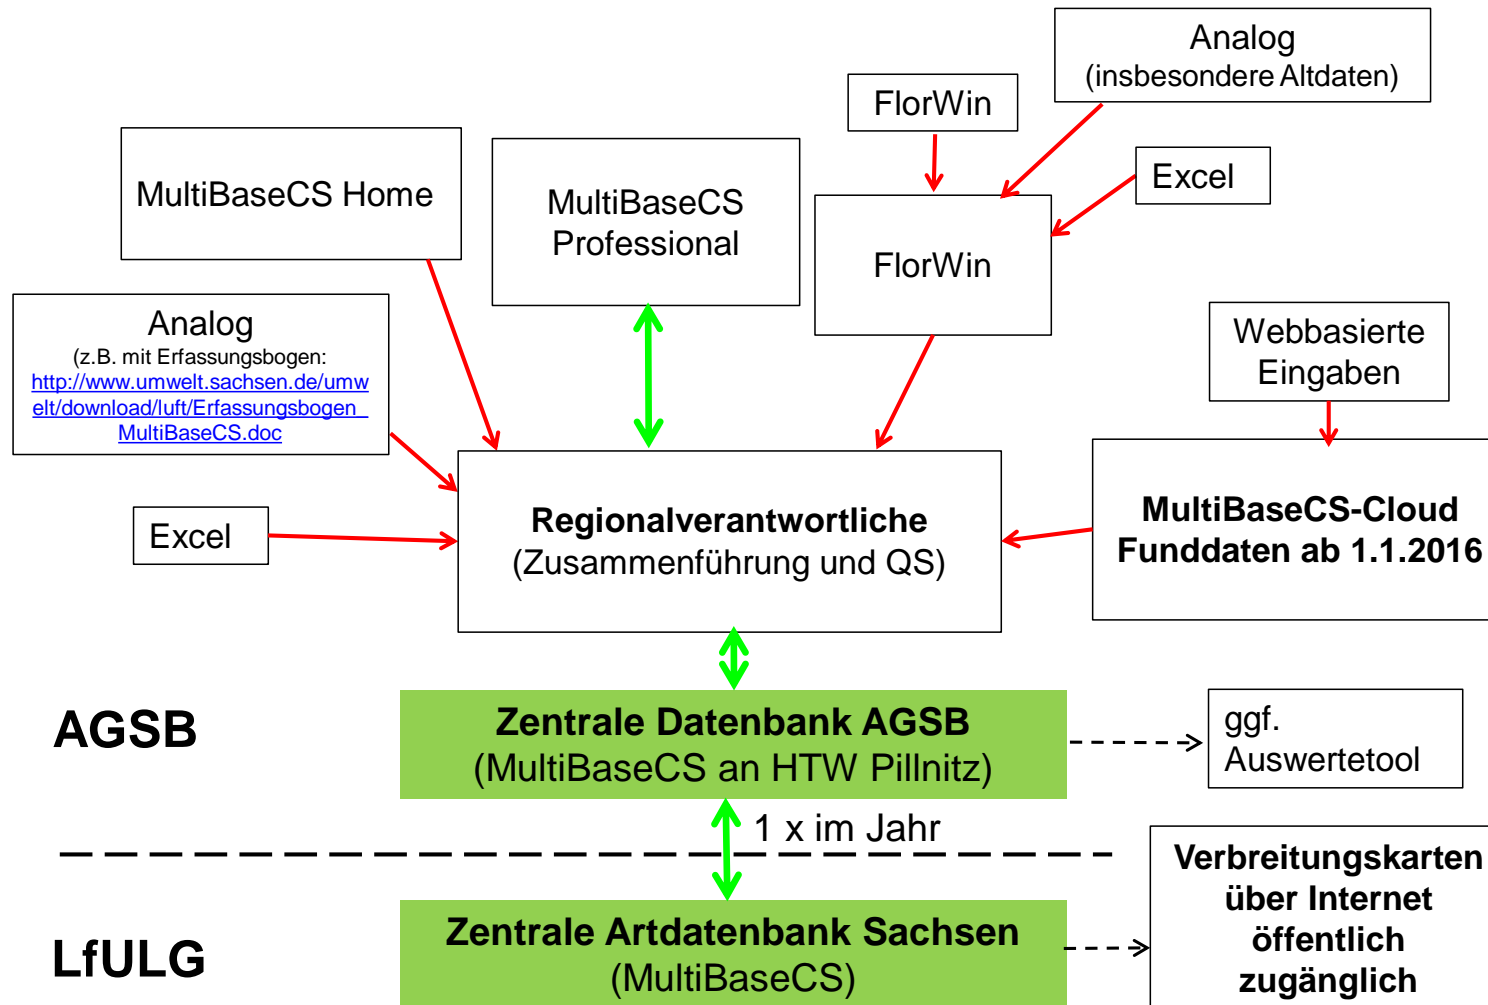 Analog
(insbesondere Altdaten)
FlorWin
MultiBaseCS Home
MultiBaseCS
Professional
Excel
FlorWin
Analog
(z.B. mit Erfassungsbogen:
http://www.umwelt.sachsen.de/umw
elt/download/luft/Erfassungsbogen_
MultiBaseCS.doc
Webbasierte
Eingaben
Excel
Regionalverantwortliche
(Zusammenführung und QS)
MultiBaseCS-Cloud
Funddaten ab 1.1.2016
AGSB
Zentrale Datenbank AGSB
(MultiBaseCS an HTW Pillnitz)
ggf.
Auswertetool
1 x im Jahr
LfULG
Zentrale Artdatenbank Sachsen
(MultiBaseCS)
Verbreitungskarten
über Internet
öffentlich
zugänglich